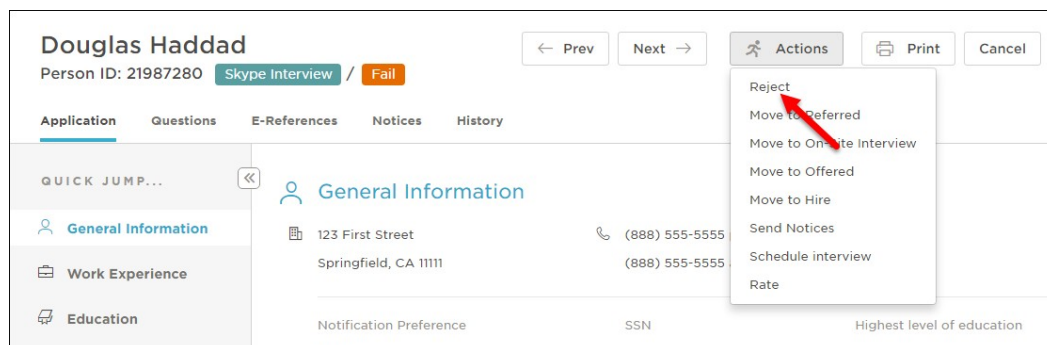 Douglas Haddad
← Prev
Next →
Actions
Print
Cancel
Person ID: 21987280 Skype Interview / Fail
Reject
Move to Referred
Move to On-Site Interview
Move to Offered
Move to Hire
Send Notices
Schedule interview
Rate
Application Questions E-References Notices History
QUICK JUMP...
General Information
Work Experience
Education
General Information
123 First Street
Springfield, CA 11111
(888) 555-5555
(888) 555-5555
Notification Preference
SSN
Highest level of education